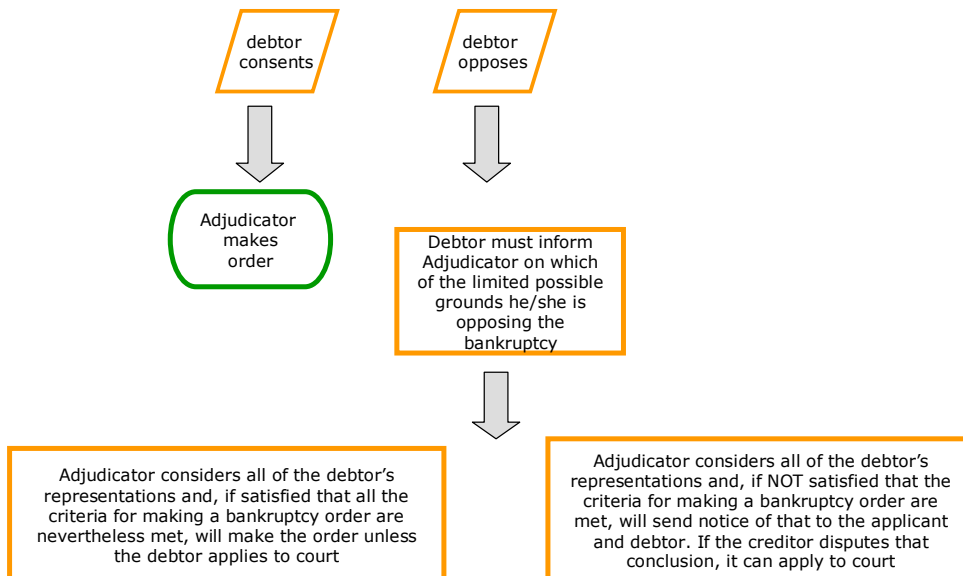 debtor
consents
debtor
opposes
Adjudicator
makes
order
Debtor must inform
Adjudicator on which
of the limited possible
grounds he/she is
opposing the
bankruptcy
Adjudicator considers all of the debtor’s
representations and, if satisfied that all the
criteria for making a bankruptcy order are
nevertheless met, will make the order unless
the debtor applies to court
Adjudicator considers all of the debtor’s
representations and, if NOT satisfied that the
criteria for making a bankruptcy order are
met, will send notice of that to the applicant
and debtor. If the creditor disputes that
conclusion, it can apply to court